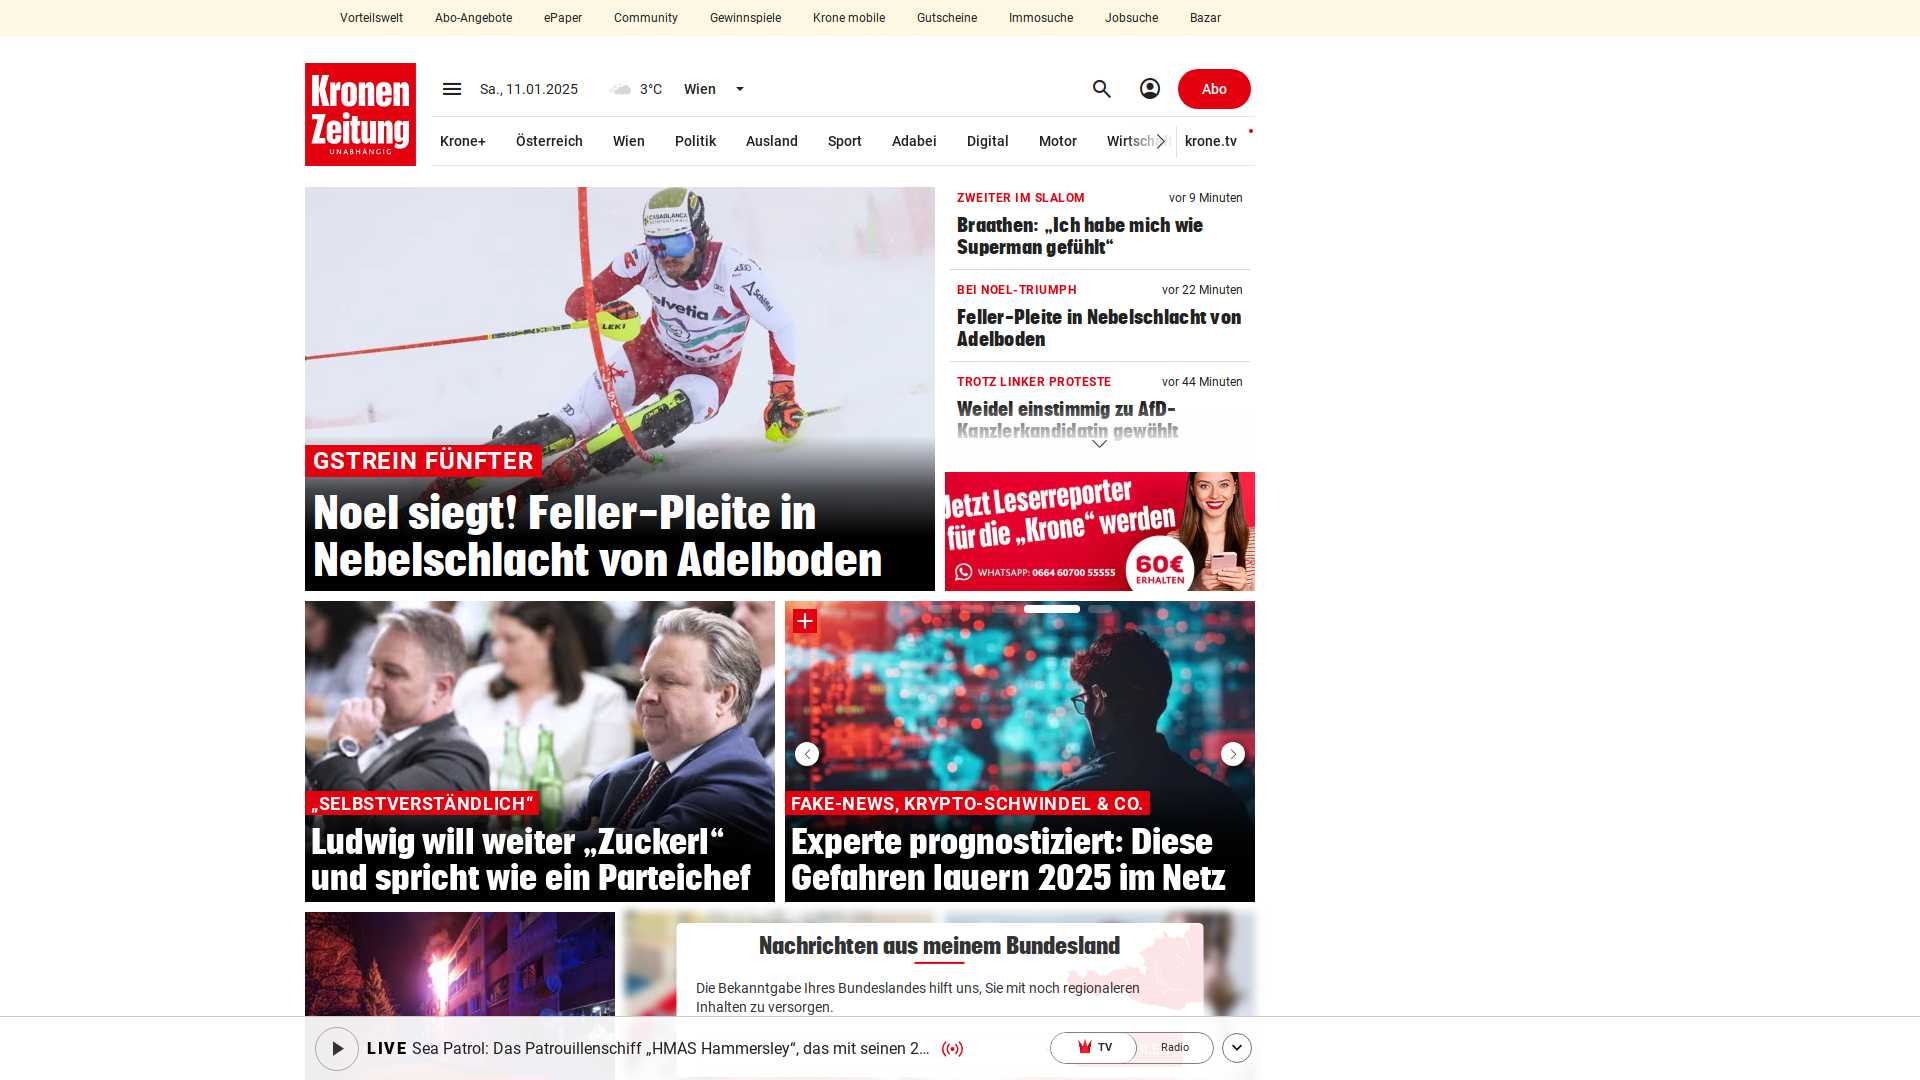 Vorteilswelt Abo-Angebote ePaper Community Gewinnspiele Krone mobile Gutscheine Immosuche Jobsuche Bazar
Kronen
Zeitung
UNABHÄNGIG
Sa., 11.01.2025 3°C Wien
Abo
Krone+ Österreich Wien Politik Ausland Sport Adabei Digital Motor Wirtschaft krone.tv
CASABLANCA
helvetia
LEKI
GSTREIN FÜNFTER
Noel siegt! Feller-Pleite in
Nebelschlacht von Adelboden
ZWEITER IM SLALOM vor 9 Minuten
Braathen: „Ich habe mich wie
Superman gefühlt“
BEI NOEL-TRIUMPH vor 22 Minuten
Feller-Pleite in Nebelschlacht von
Adelboden
TROTZ LINKER PROTESTE vor 44 Minuten
Weidel einstimmig zu AfD-
Kanzlerkandidatin gewählt
Jetzt Leserreporter
für die „Krone“ werden
WHATSAPP: 0664 60700 55555
60€
ERHALTEN
„SELBSTVERSTÄNDLICH“
Ludwig will weiter „Zuckerl“
und spricht wie ein Parteichef
FAKE-NEWS, KRYPTO-SCHWINDEL & CO.
Experte prognostiziert: Diese
Gefahren lauern 2025 im Netz
Nachrichten aus meinem Bundesland
Die Bekanntgabe Ihres Bundeslandes hilft uns, Sie mit noch regionaleren
Inhalten zu versorgen.
LIVE Sea Patrol: Das Patrouillenschiff „HMAS Hammersley“, das mit seinen 2...
TV Radio